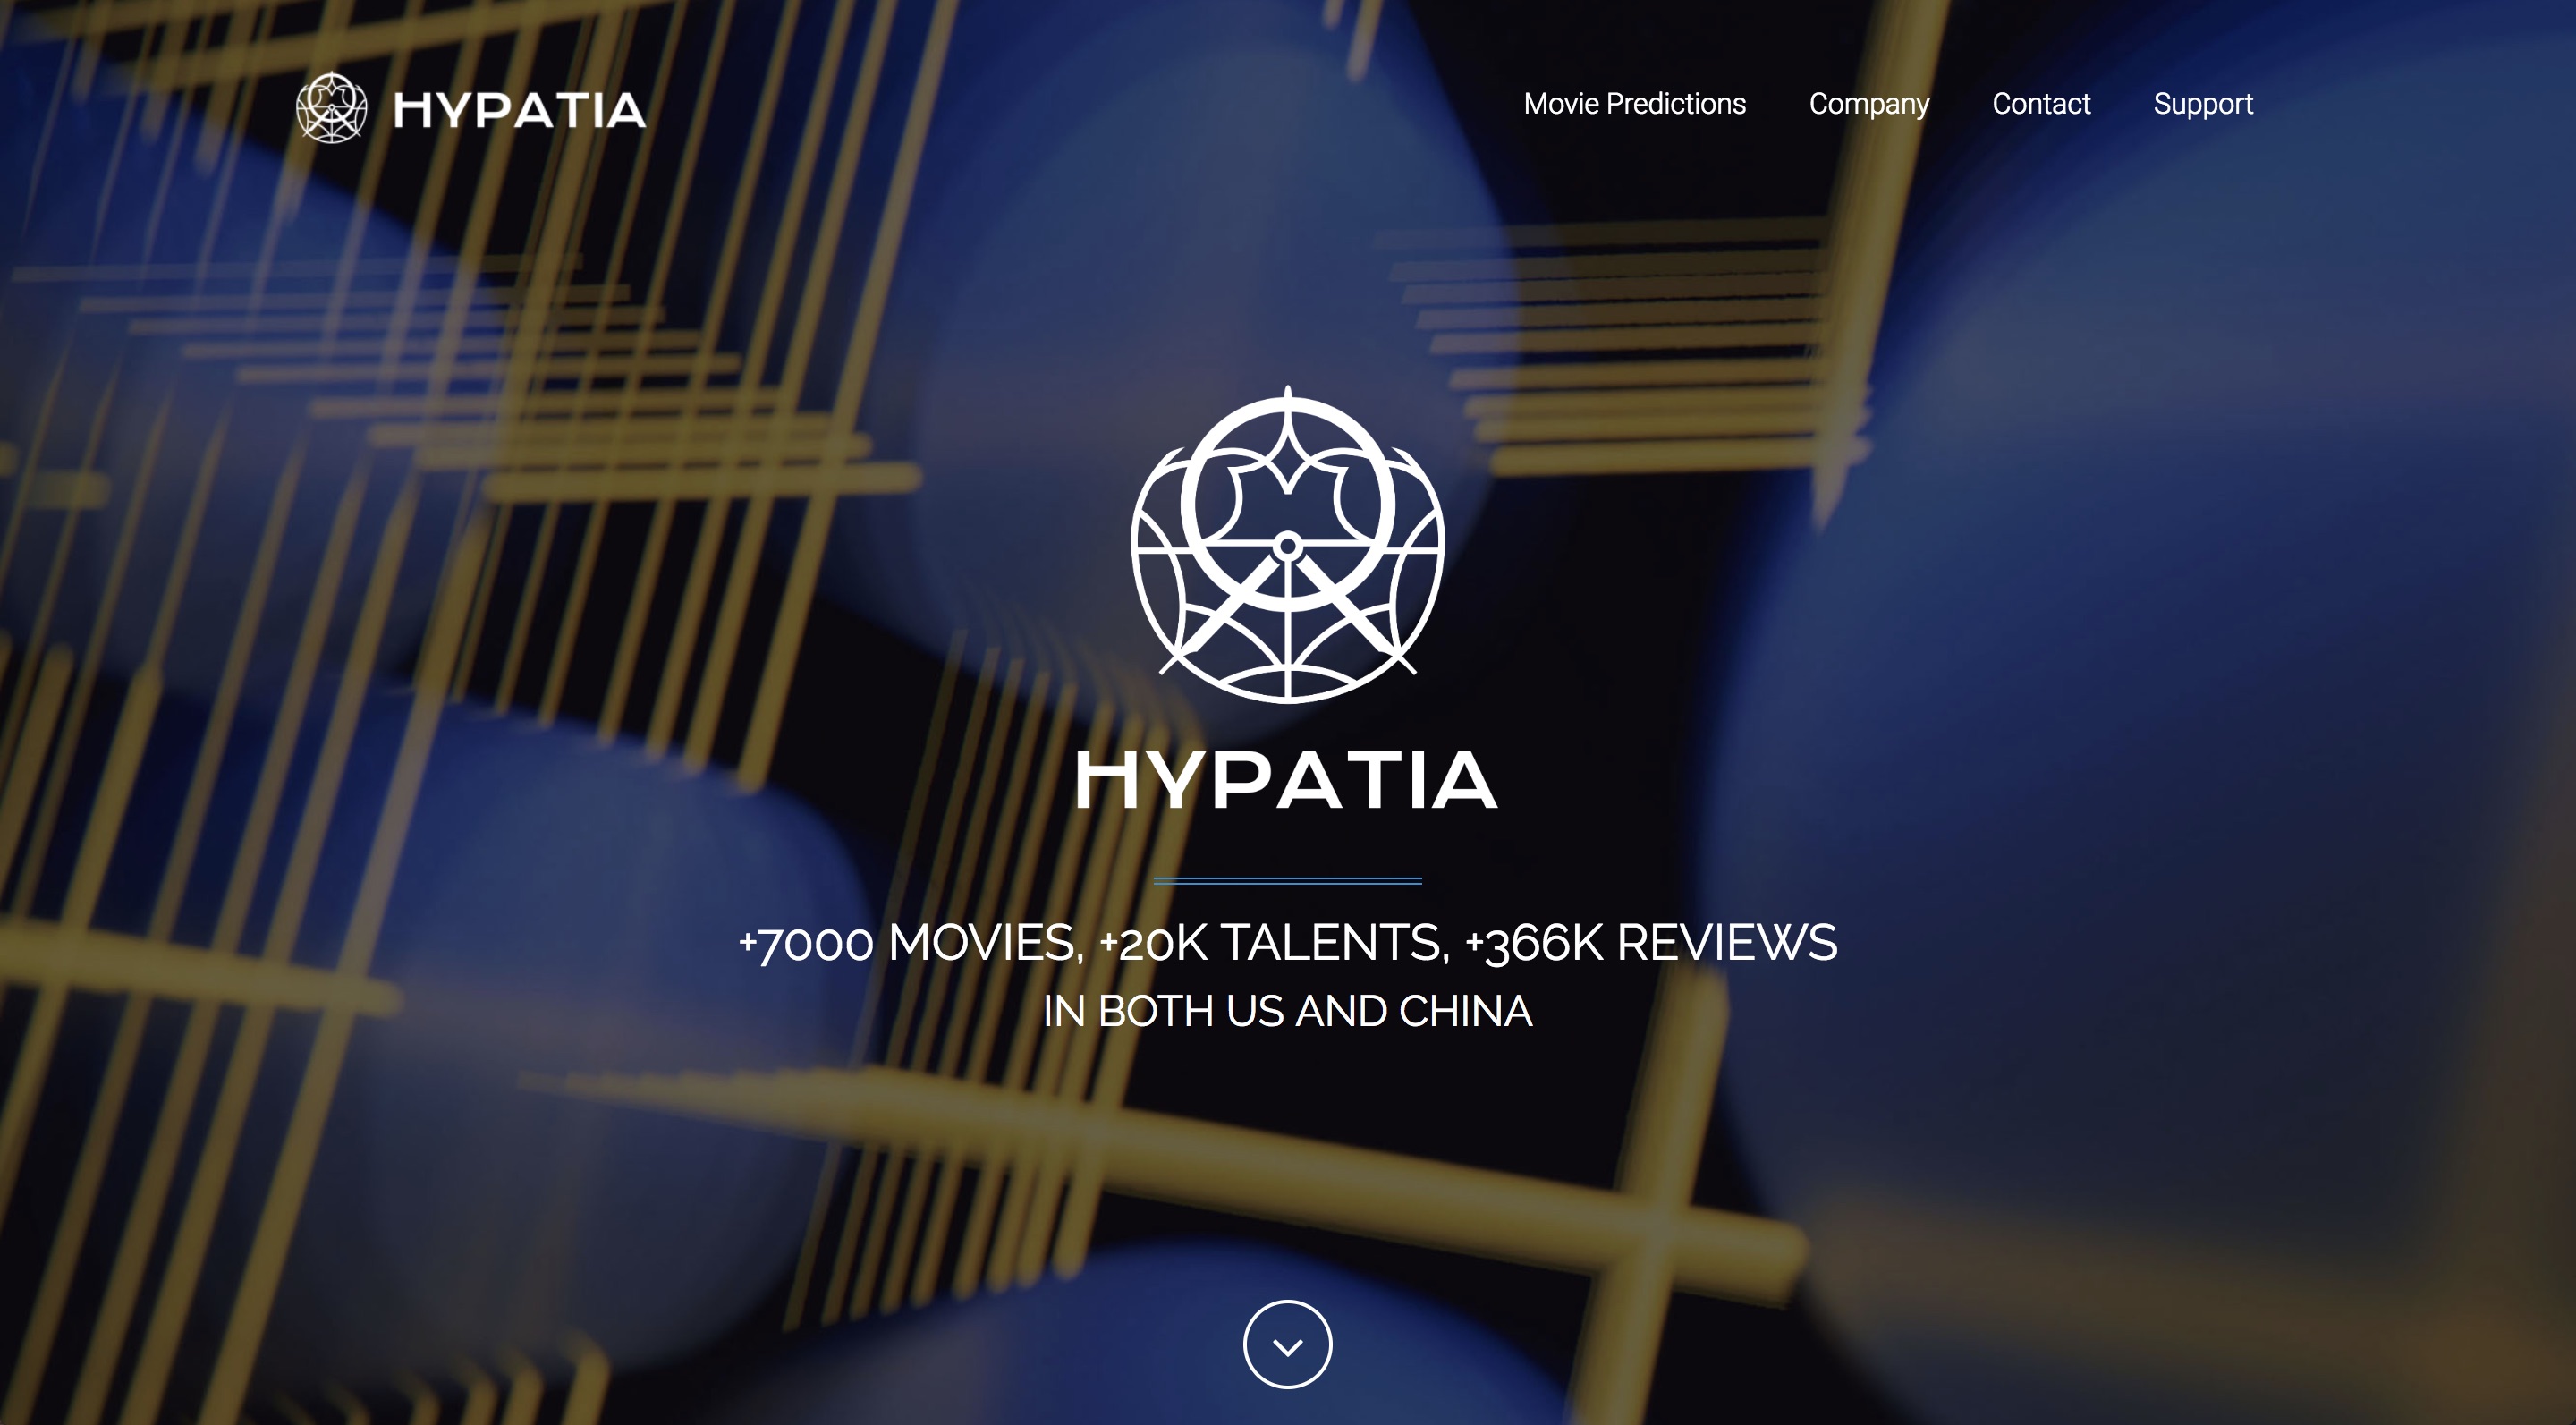 HYPATIA
Movie Predictions Company Contact Support
HYPATIA
+7000 MOVIES, +20K TALENTS, +366K REVIEWS
IN BOTH US AND CHINA